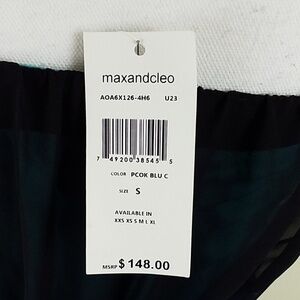 maxandcleo
AOA6X126-4H6 U23
7 49200 38545 5
COLOR PCOK BLU C
SIZE S
AVAILABLE IN
XXS XS S M L XL
MSRP $148.00